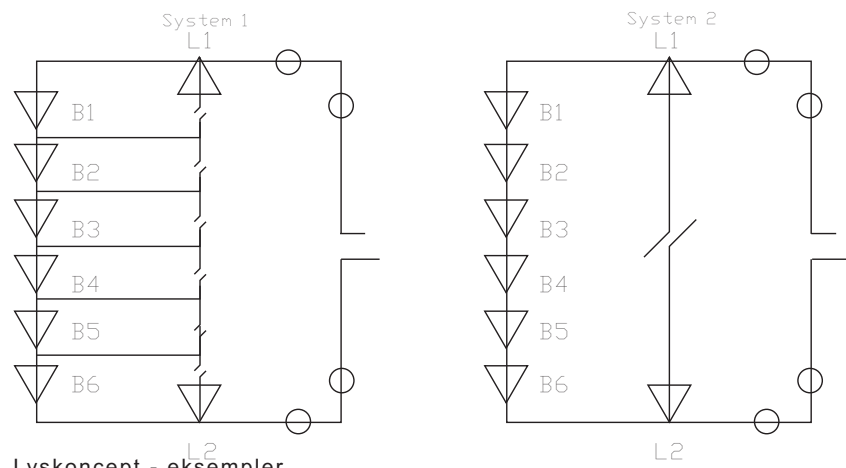 System 1
L1
B1
B2
B3
B4
B5
B6
L2
System 2
L1
B1
B2
B3
B4
B5
B6
L2
Lyskoncept - eksempler